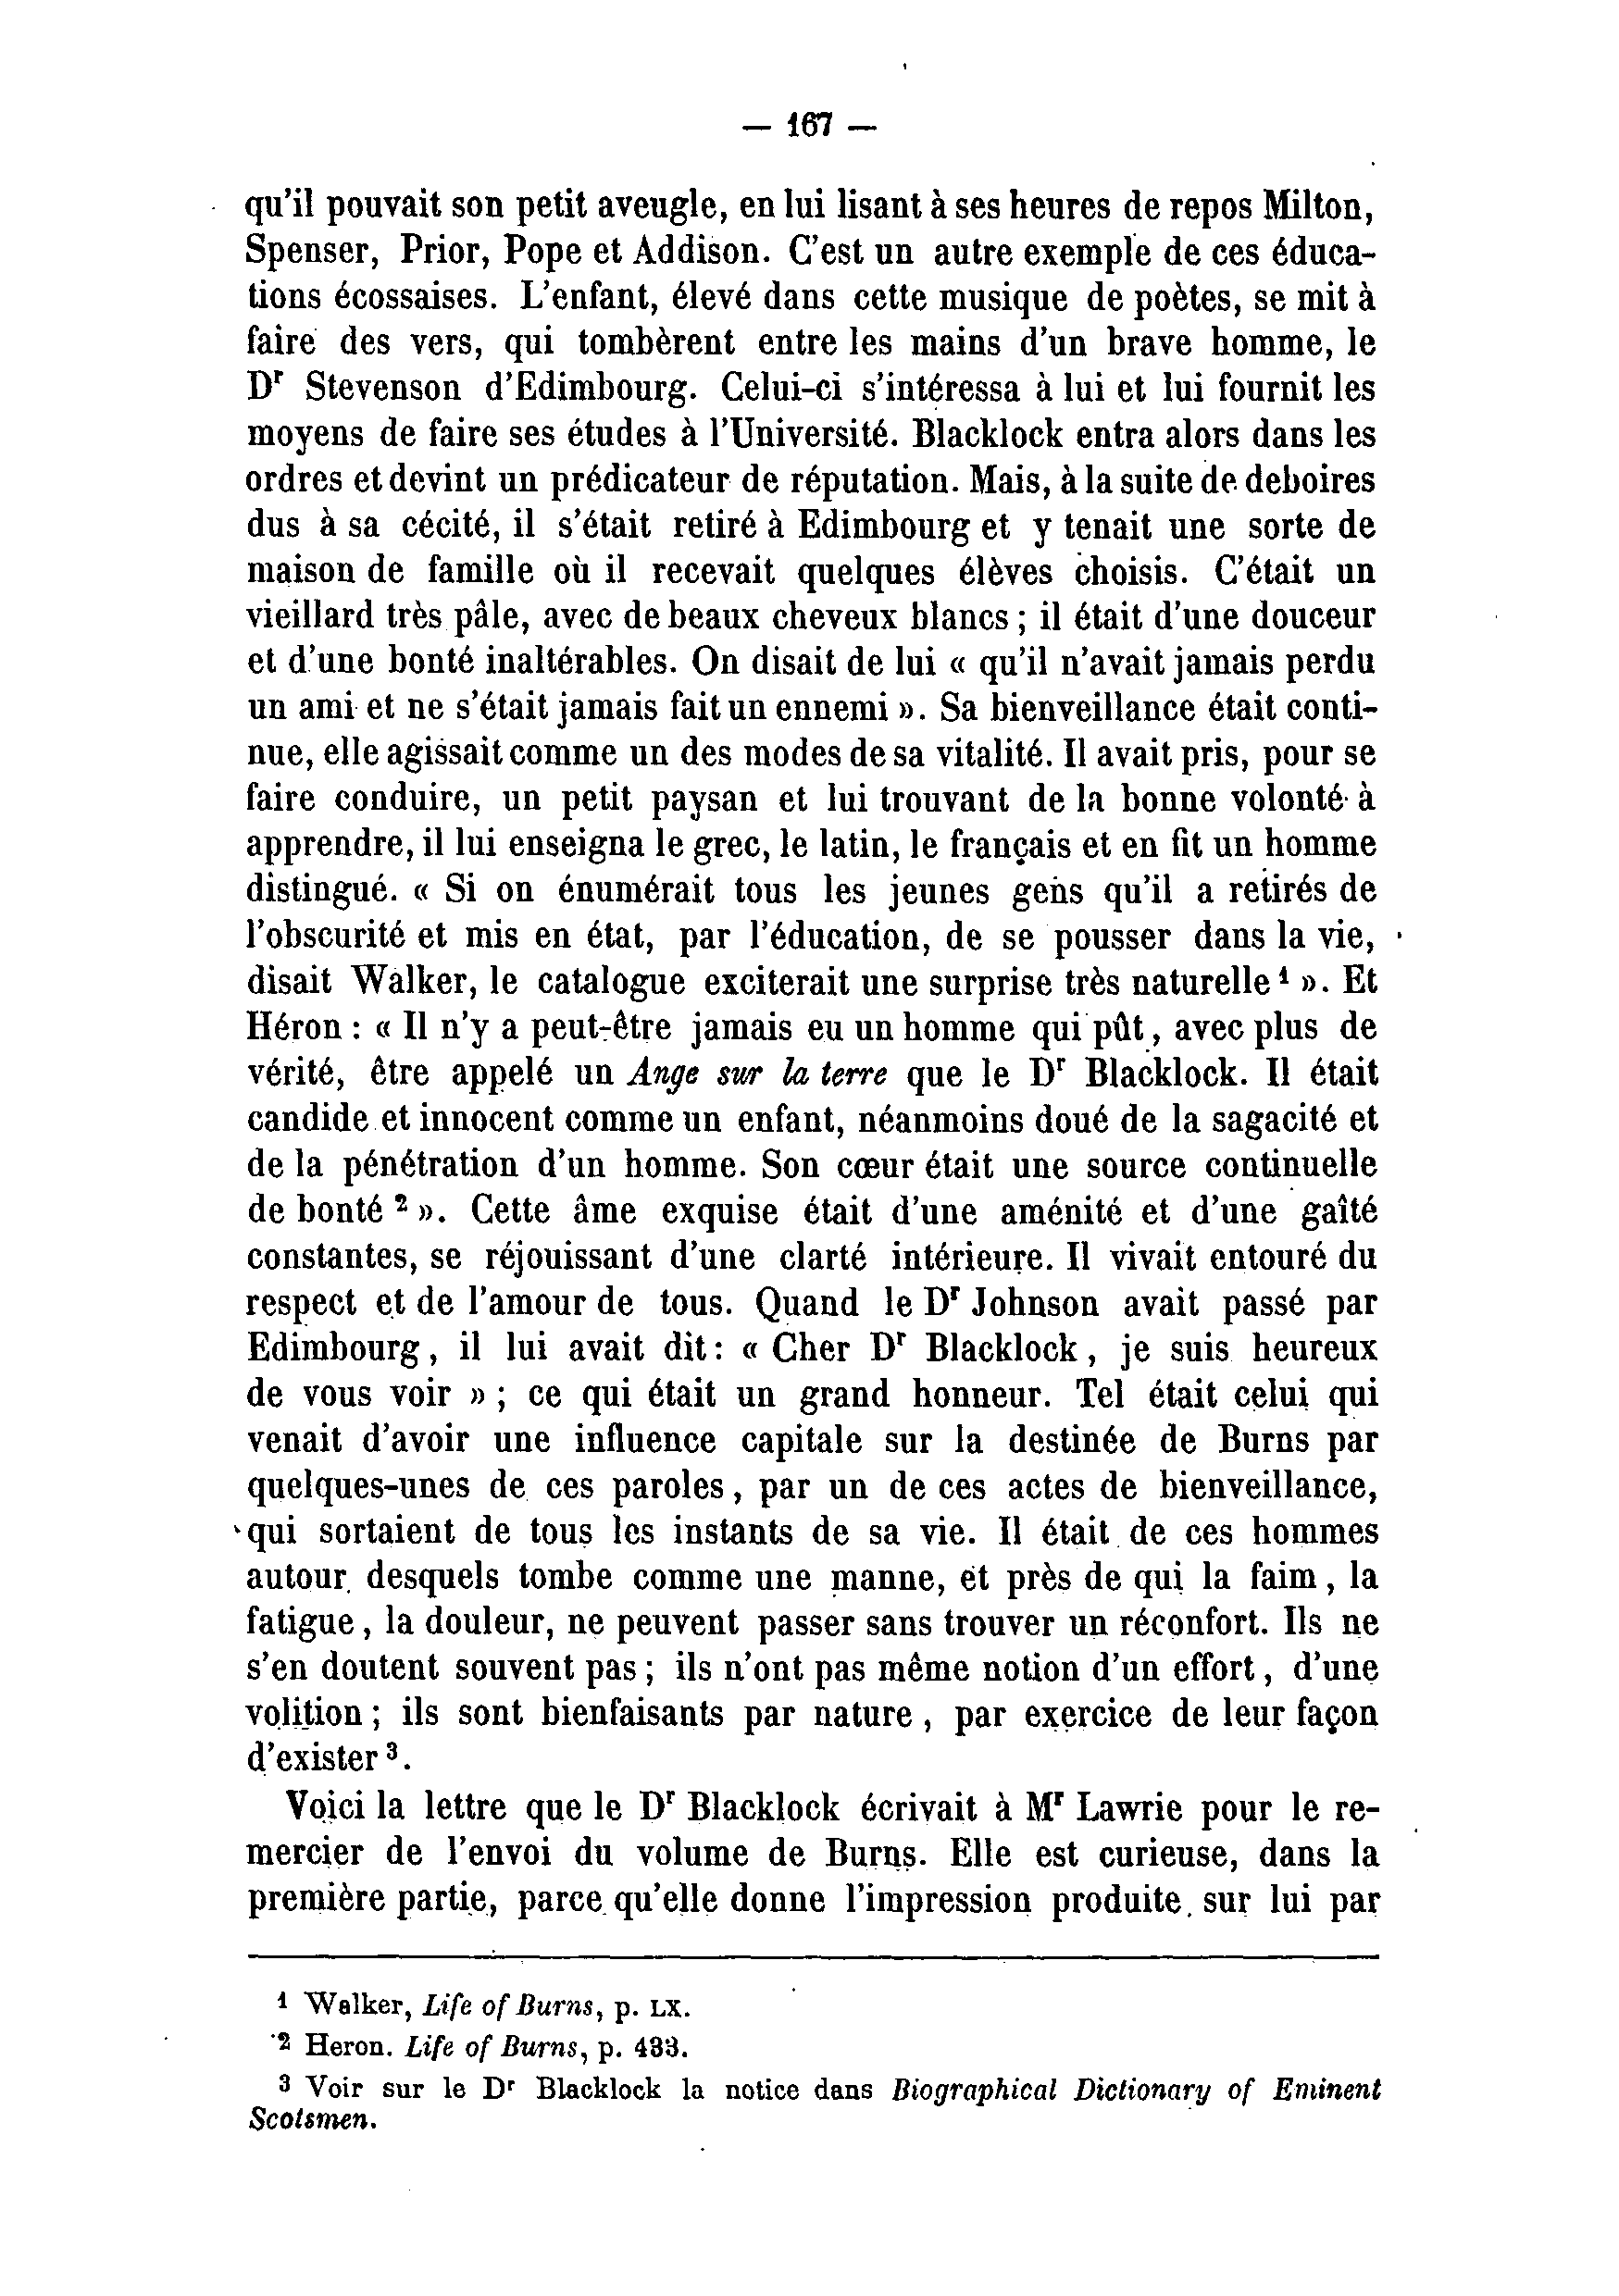 — 167 —
qu'il pouvait son petit aveugle, en lui lisant à ses heures de repos Milton,
Spenser, Prior, Pope et Addison. C'est un autre exemple de ces éduca-
tions écossaises. L'enfant, élevé dans cette musique de poètes, se mit à
faire des vers, qui tombèrent entre les mains d'un brave homme, le
Dr Stevenson d'Edimbourg. Celui-ci s'intéressa à lui et lui fournit les
moyens de faire ses études à l'Université. Blacklock entra alors dans les
ordres et devint un prédicateur de réputation. Mais, à la suite de deboires
dus à sa cécité, il s'était retiré à Edimbourg et y tenait une sorte de
maison de famille où il recevait quelques élèves choisis. C'était un
vieillard très pâle, avec de beaux cheveux blancs ; il était d'une douceur
et d'une bonté inaltérables. On disait de lui « qu'il n'avait jamais perdu
un ami et ne s'était jamais fait un ennemi ». Sa bienveillance était conti-
nue, elle agissait comme un des modes de sa vitalité. Il avait pris, pour se
faire conduire, un petit paysan et lui trouvant de la bonne volonté à
apprendre, il lui enseigna le grec, le latin, le français et en fit un homme
distingué. « Si on énumérait tous les jeunes gens qu'il a retirés de
l'obscurité et mis en état, par l'éducation, de se pousser dans la vie,
disait Walker, le catalogue exciterait une surprise très naturelle ¹ ». Et
Héron : « Il n'y a peut-être jamais eu un homme qui pût, avec plus de
vérité, être appelé un Ange sur la terre que le Dr Blacklock. Il était
candide et innocent comme un enfant, néanmoins doué de la sagacité et
de la pénétration d'un homme. Son cœur était une source continuelle
de bonté ² ». Cette âme exquise était d'une aménité et d'une gaîté
constantes, se réjouissant d'une clarté intérieure. Il vivait entouré du
respect et de l'amour de tous. Quand le Dr Johnson avait passé par
Edimbourg, il lui avait dit : « Cher Dr Blacklock, je suis heureux
de vous voir » ; ce qui était un grand honneur. Tel était celui qui
venait d'avoir une influence capitale sur la destinée de Burns par
quelques-unes de ces paroles, par un de ces actes de bienveillance,
qui sortaient de tous les instants de sa vie. Il était de ces hommes
autour desquels tombe comme une manne, et près de qui la faim, la
fatigue, la douleur, ne peuvent passer sans trouver un réconfort. Ils ne
s'en doutent souvent pas ; ils n'ont pas même notion d'un effort, d'une
volition ; ils sont bienfaisants par nature, par exercice de leur façon
d'exister ³.
Voici la lettre que le Dr Blacklock écrivait à Mr Lawrie pour le re-
mercier de l'envoi du volume de Burns. Elle est curieuse, dans la
première partie, parce qu'elle donne l'impression produite sur lui par
¹ Walker, Life of Burns, p. LX.
² Heron. Life of Burns, p. 433.
³ Voir sur le Dr Blacklock la notice dans Biographical Dictionary of Eminent
Scotsmen.